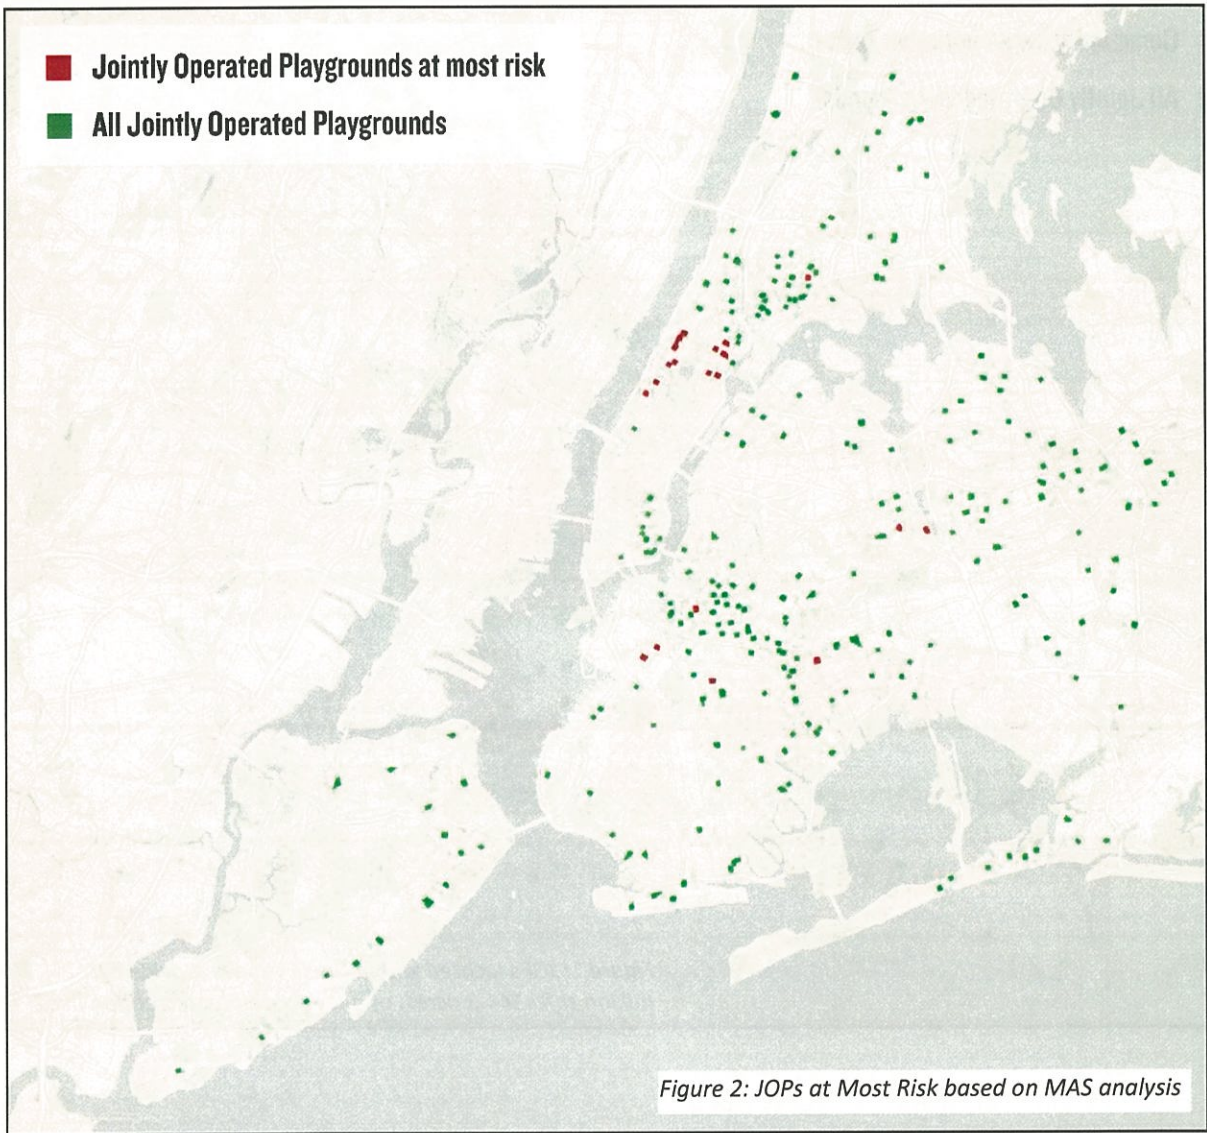 Jointly Operated Playgrounds at most risk
All Jointly Operated Playgrounds
Figure 2: JOPs at Most Risk based on MAS analysis